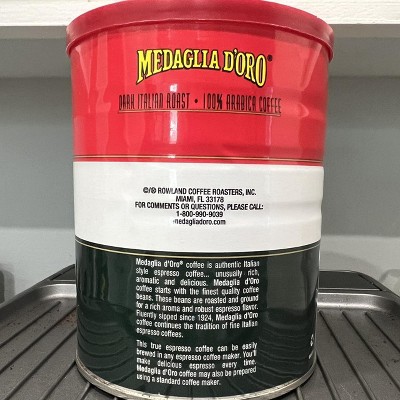 MEDAGLIA D'ORO®
DARK ITALIAN ROAST • 100% ARABICA COFFEE
©/® ROWLAND COFFEE ROASTERS, INC.
MIAMI, FL 33178
FOR COMMENTS OR QUESTIONS, PLEASE CALL:
1-800-990-9039
medagliadoro.com
Medaglia d'Oro® coffee is authentic Italian
style espresso coffee... unusually rich,
aromatic and delicious. Medaglia d'Oro
coffee starts with the finest quality coffee
beans. These beans are roasted and ground
for a rich aroma and robust espresso flavor.
Fluently sipped since 1924, Medaglia d'Oro
coffee continues the tradition of fine Italian
espresso coffees.
This true espresso coffee can be easily
brewed in any espresso coffee maker. You'll
make delicious espresso every time.
Medaglia d'Oro coffee may also be prepared
using a standard coffee maker.